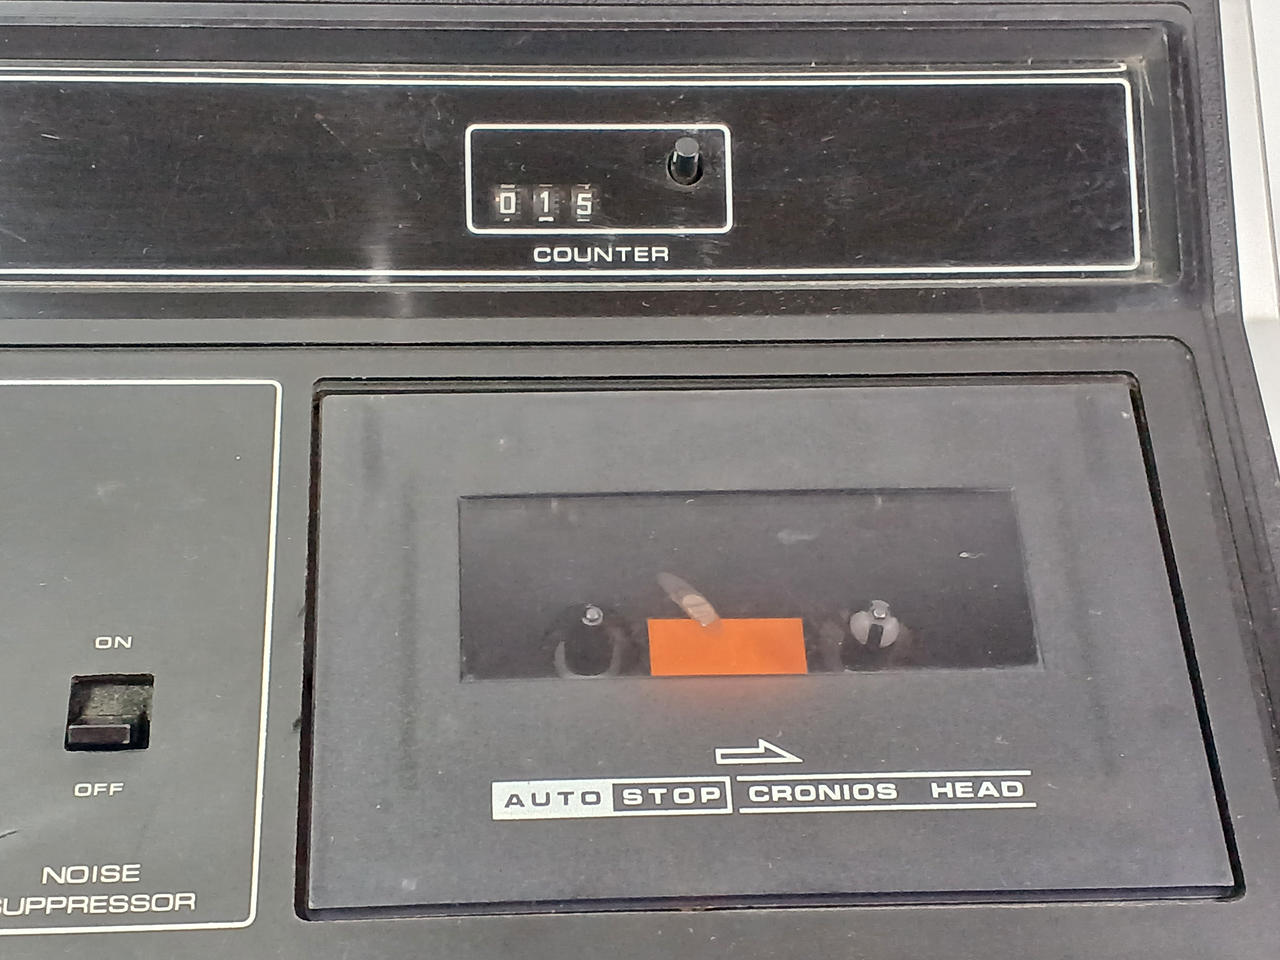 015
COUNTER
ON
OFF
NOISE
SUPPRESSOR
AUTO STOP CRONIOS HEAD